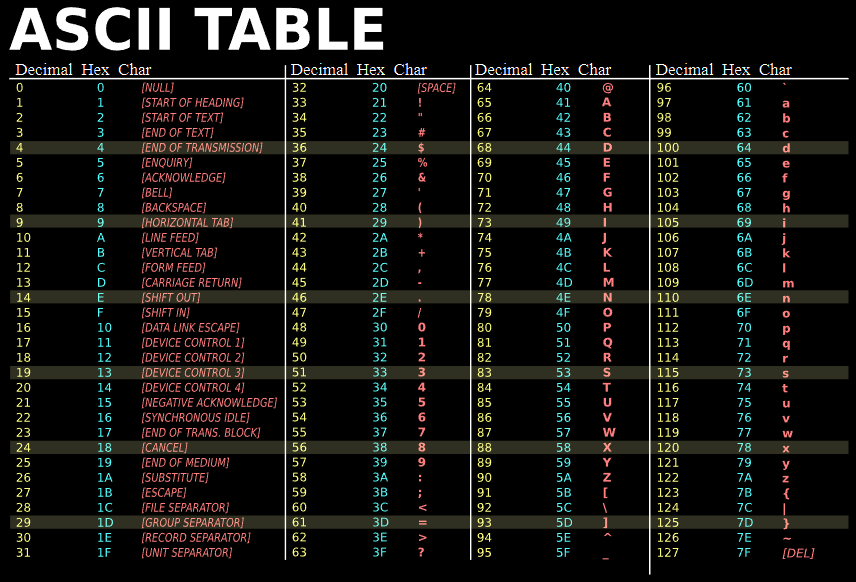 ASCII TABLE
Decimal Hex Char Decimal Hex Char Decimal Hex Char Decimal Hex Char
0 0 [NULL] 32 20 [SPACE] 64 40 @ 96 60 `
1 1 [START OF HEADING] 33 21 ! 65 41 A 97 61 a
2 2 [START OF TEXT] 34 22 " 66 42 B 98 62 b
3 3 [END OF TEXT] 35 23 # 67 43 C 99 63 c
4 4 [END OF TRANSMISSION] 36 24 $ 68 44 D 100 64 d
5 5 [ENQUIRY] 37 25 % 69 45 E 101 65 e
6 6 [ACKNOWLEDGE] 38 26 & 70 46 F 102 66 f
7 7 [BELL] 39 27 ' 71 47 G 103 67 g
8 8 [BACKSPACE] 40 28 ( 72 48 H 104 68 h
9 9 [HORIZONTAL TAB] 41 29 ) 73 49 I 105 69 i
10 A [LINE FEED] 42 2A * 74 4A J 106 6A j
11 B [VERTICAL TAB] 43 2B + 75 4B K 107 6B k
12 C [FORM FEED] 44 2C , 76 4C L 108 6C l
13 D [CARRIAGE RETURN] 45 2D - 77 4D M 109 6D m
14 E [SHIFT OUT] 46 2E . 78 4E N 110 6E n
15 F [SHIFT IN] 47 2F / 79 4F O 111 6F o
16 10 [DATA LINK ESCAPE] 48 30 0 80 50 P 112 70 p
17 11 [DEVICE CONTROL 1] 49 31 1 81 51 Q 113 71 q
18 12 [DEVICE CONTROL 2] 50 32 2 82 52 R 114 72 r
19 13 [DEVICE CONTROL 3] 51 33 3 83 53 S 115 73 s
20 14 [DEVICE CONTROL 4] 52 34 4 84 54 T 116 74 t
21 15 [NEGATIVE ACKNOWLEDGE] 53 35 5 85 55 U 117 75 u
22 16 [SYNCHRONOUS IDLE] 54 36 6 86 56 V 118 76 v
23 17 [END OF TRANS. BLOCK] 55 37 7 87 57 W 119 77 w
24 18 [CANCEL] 56 38 8 88 58 X 120 78 x
25 19 [END OF MEDIUM] 57 39 9 89 59 Y 121 79 y
26 1A [SUBSTITUTE] 58 3A : 90 5A Z 122 7A z
27 1B [ESCAPE] 59 3B ; 91 5B [ 123 7B {
28 1C [FILE SEPARATOR] 60 3C < 92 5C \ 124 7C |
29 1D [GROUP SEPARATOR] 61 3D = 93 5D ] 125 7D }
30 1E [RECORD SEPARATOR] 62 3E > 94 5E ^ 126 7E ~
31 1F [UNIT SEPARATOR] 63 3F ? 95 5F _ 127 7F [DEL]